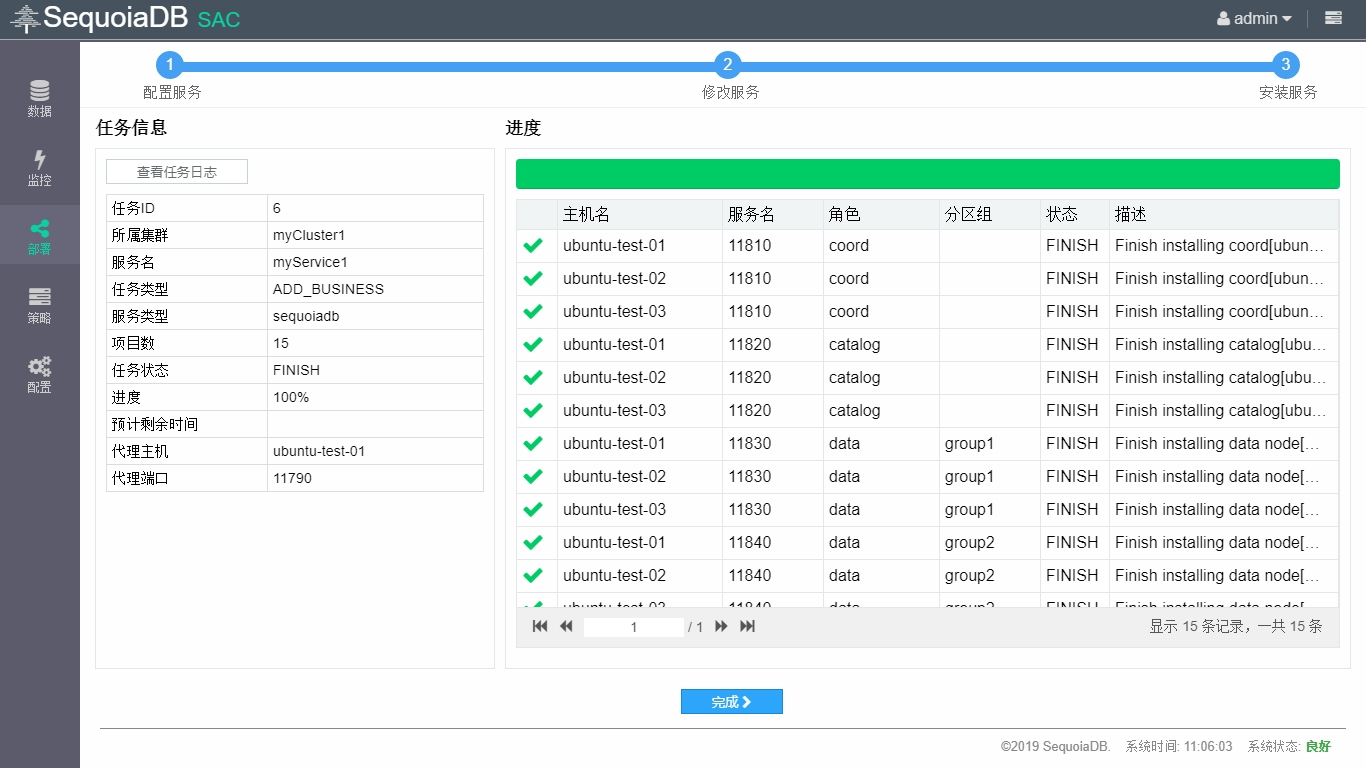 SequoiaDB SAC
admin
数据
监控
部署
策略
配置
1 2 3
配置服务 修改服务 安装服务
任务信息
查看任务日志
任务ID 6
所属集群 myCluster1
服务名 myService1
任务类型 ADD_BUSINESS
服务类型 sequoiadb
项目数 15
任务状态 FINISH
进度 100%
预计剩余时间
代理主机 ubuntu-test-01
代理端口 11790
进度
主机名 服务名 角色 分区组 状态 描述
ubuntu-test-01 11810 coord FINISH Finish installing coord[ubun...
ubuntu-test-02 11810 coord FINISH Finish installing coord[ubun...
ubuntu-test-03 11810 coord FINISH Finish installing coord[ubun...
ubuntu-test-01 11820 catalog FINISH Finish installing catalog[ubu...
ubuntu-test-02 11820 catalog FINISH Finish installing catalog[ubu...
ubuntu-test-03 11820 catalog FINISH Finish installing catalog[ubu...
ubuntu-test-01 11830 data group1 FINISH Finish installing data node[...
ubuntu-test-02 11830 data group1 FINISH Finish installing data node[...
ubuntu-test-03 11830 data group1 FINISH Finish installing data node[...
ubuntu-test-01 11840 data group2 FINISH Finish installing data node[...
ubuntu-test-02 11840 data group2 FINISH Finish installing data node[...
ubuntu-test-03 11840 data group2 FINISH Finish installing data node[...
1 / 1 显示 15 条记录，一共 15 条
完成
©2019 SequoiaDB. 系统时间: 11:06:03 系统状态: 良好